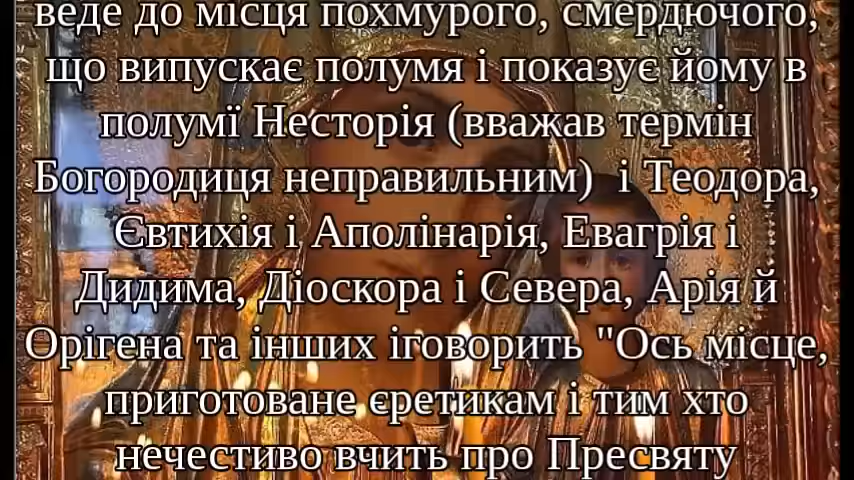 веде до місця похмурого, смердючого,
що випускає полумя і показує йому в
полумї Несторія (вважав термін
Богородиця неправильним)  і Теодора,
Євтихія і Аполінарія, Евагрія і
Дидима, Діоскора і Севера, Арія й
Орігена та інших іговорить "Ось місце,
приготоване єретикам і тим хто
нечестиво вчить про Пресвяту